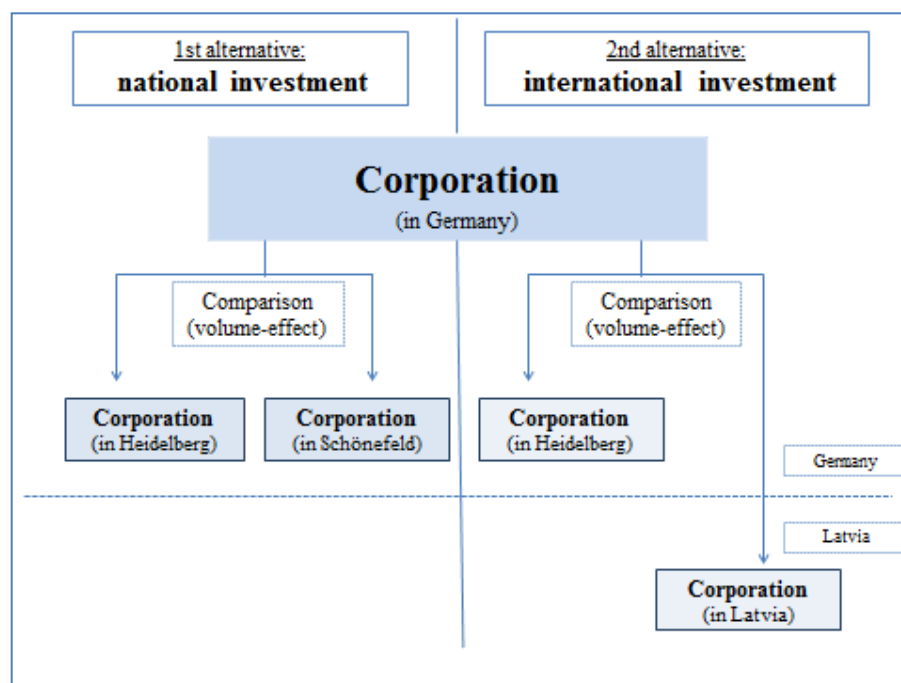 1st alternative:
national investment
2nd alternative:
international investment
Corporation
(in Germany)
Comparison
(volume-effect)
Comparison
(volume-effect)
Corporation
(in Heidelberg)
Corporation
(in Schönefeld)
Corporation
(in Heidelberg)
Germany
Latvia
Corporation
(in Latvia)